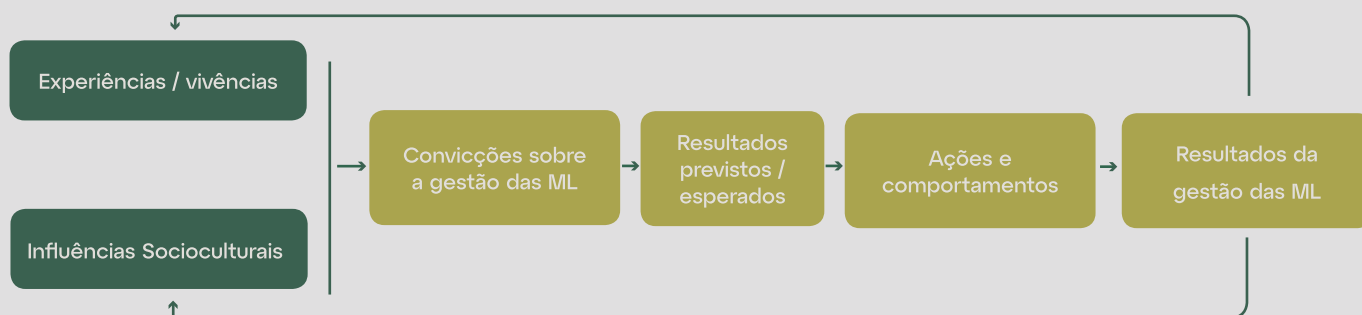 Experiências / vivências
Influências Socioculturais
Convicções sobre
a gestão das ML
Resultados
previstos /
esperados
Ações e
comportamentos
Resultados da
gestão das ML